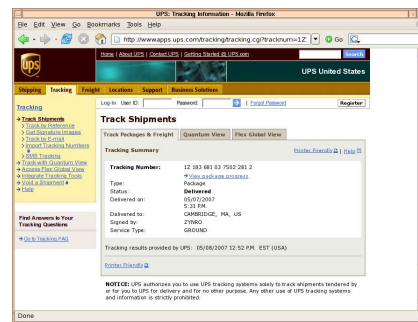 UPS: Tracking Information - Mozilla Firefox
File Edit View Go Bookmarks Tools Help
http://wwwapps.ups.com/tracking/tracking.cgi?tracknum=1Z Go
Home | About UPS | Contact UPS | Getting Started @ UPS.com Search
UPS United States
Shipping Tracking Freight Locations Support Business Solutions
Log-In User ID: Password: | Forgot Password Register
Tracking
Track Shipments
Track by Reference
Get Signature Images
Track by E-mail
Import Tracking Numbers
SMB Tracking
Track with Quantum View
Access Flex Global View
Integrate Tracking Tools
Void a Shipment
Help
Find Answers to Your
Tracking Questions
Go to Tracking FAQ
Track Shipments
Track Packages & Freight Quantum View Flex Global View
Tracking Summary Printer Friendly | Help
Tracking Number: 1Z 183 681 03 7502 281 2
View package progress
Type: Package
Status: Delivered
Delivered on: 05/07/2007
5:31 P.M.
Delivered to: CAMBRIDGE, MA, US
Signed by: ZYNRO
Service Type: GROUND
Tracking results provided by UPS: 05/08/2007 12:52 P.M. EST (USA)
Printer Friendly
NOTICE: UPS authorizes you to use UPS tracking systems solely to track shipments tendered by
or for you to UPS for delivery and for no other purpose. Any other use of UPS tracking systems
and information is strictly prohibited.
Done